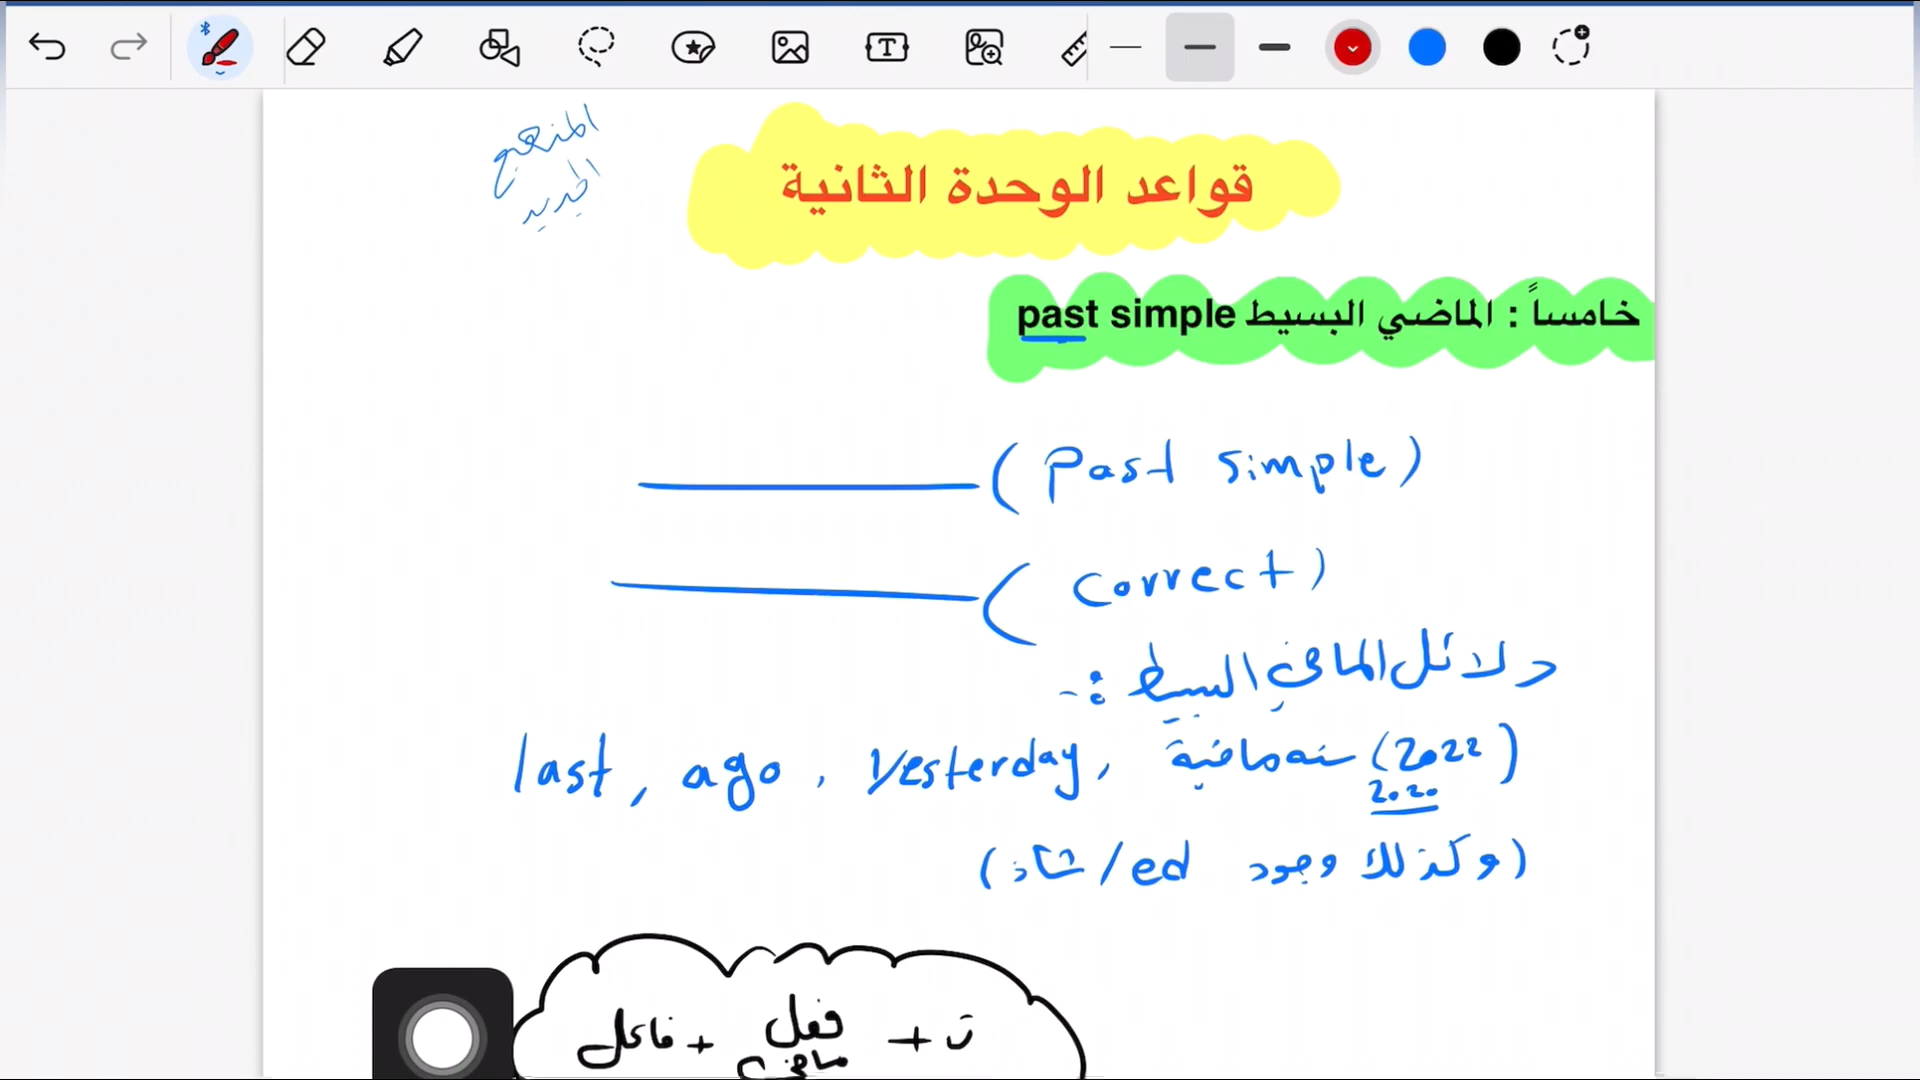 المنهج
الجديد
قواعد الوحدة الثانية
خامساً : الماضي البسيط past simple
(Past simple)
(Correct)
دلائل الماضي البسيط :-
last, ago, yesterday, سنة ماضية (2022)
2020
(وكذلك وجود ed/شاذ)
فاعل + فعل + ت
ماضي